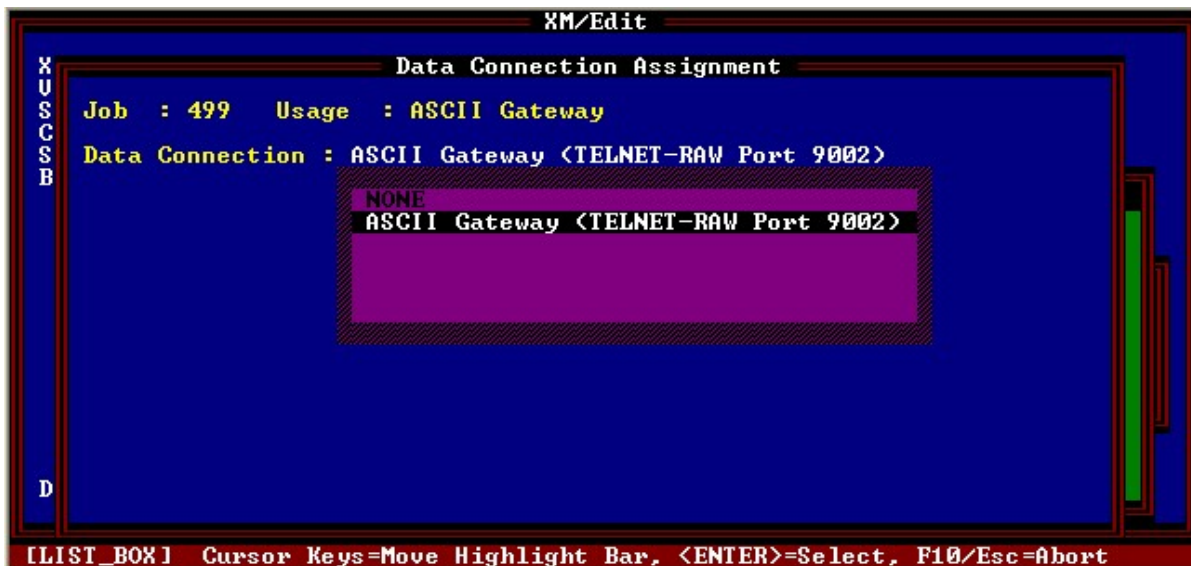 XM/Edit
Data Connection Assignment
X
V
S
C
S
B
Job : 499 Usage : ASCII Gateway
Data Connection : ASCII Gateway (TELNET-RAW Port 9002)
NONE
ASCII Gateway (TELNET-RAW Port 9002)
D
[LIST_BOX] Cursor Keys=Move Highlight Bar, <ENTER>=Select, F10/Esc=Abort